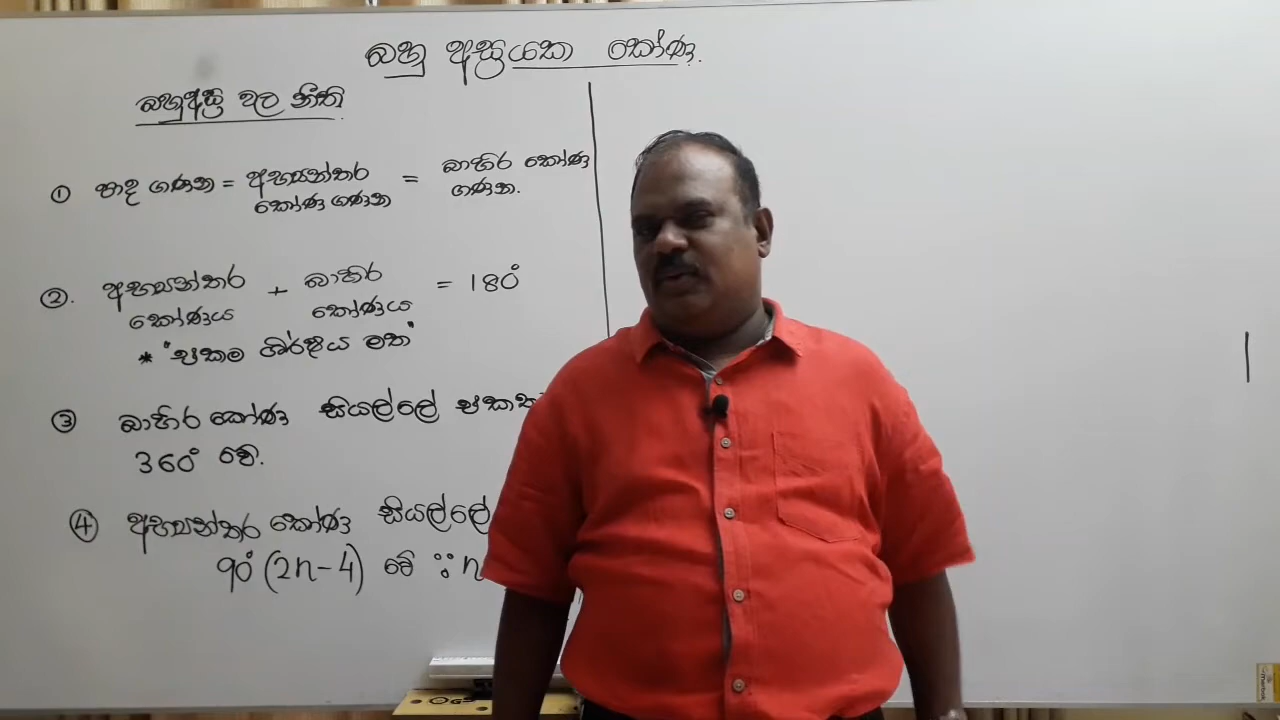 බහු අස්‍රයක කෝණ.
බහුඅස්‍ර වල නීති
① පාද ගණන = අභ්‍යන්තර කෝණ ගණන = බාහිර කෝණ ගණන.
②. අභ්‍යන්තර කෝණය + බාහිර කෝණය = 180°
* "එකම ශීර්ෂය මත"
③ බාහිර කෝණ සියල්ලේ
360° වේ.
④ අභ්‍යන්තර කෝණ සියල්ලේ
90° (2n-4) වේ ∵ n